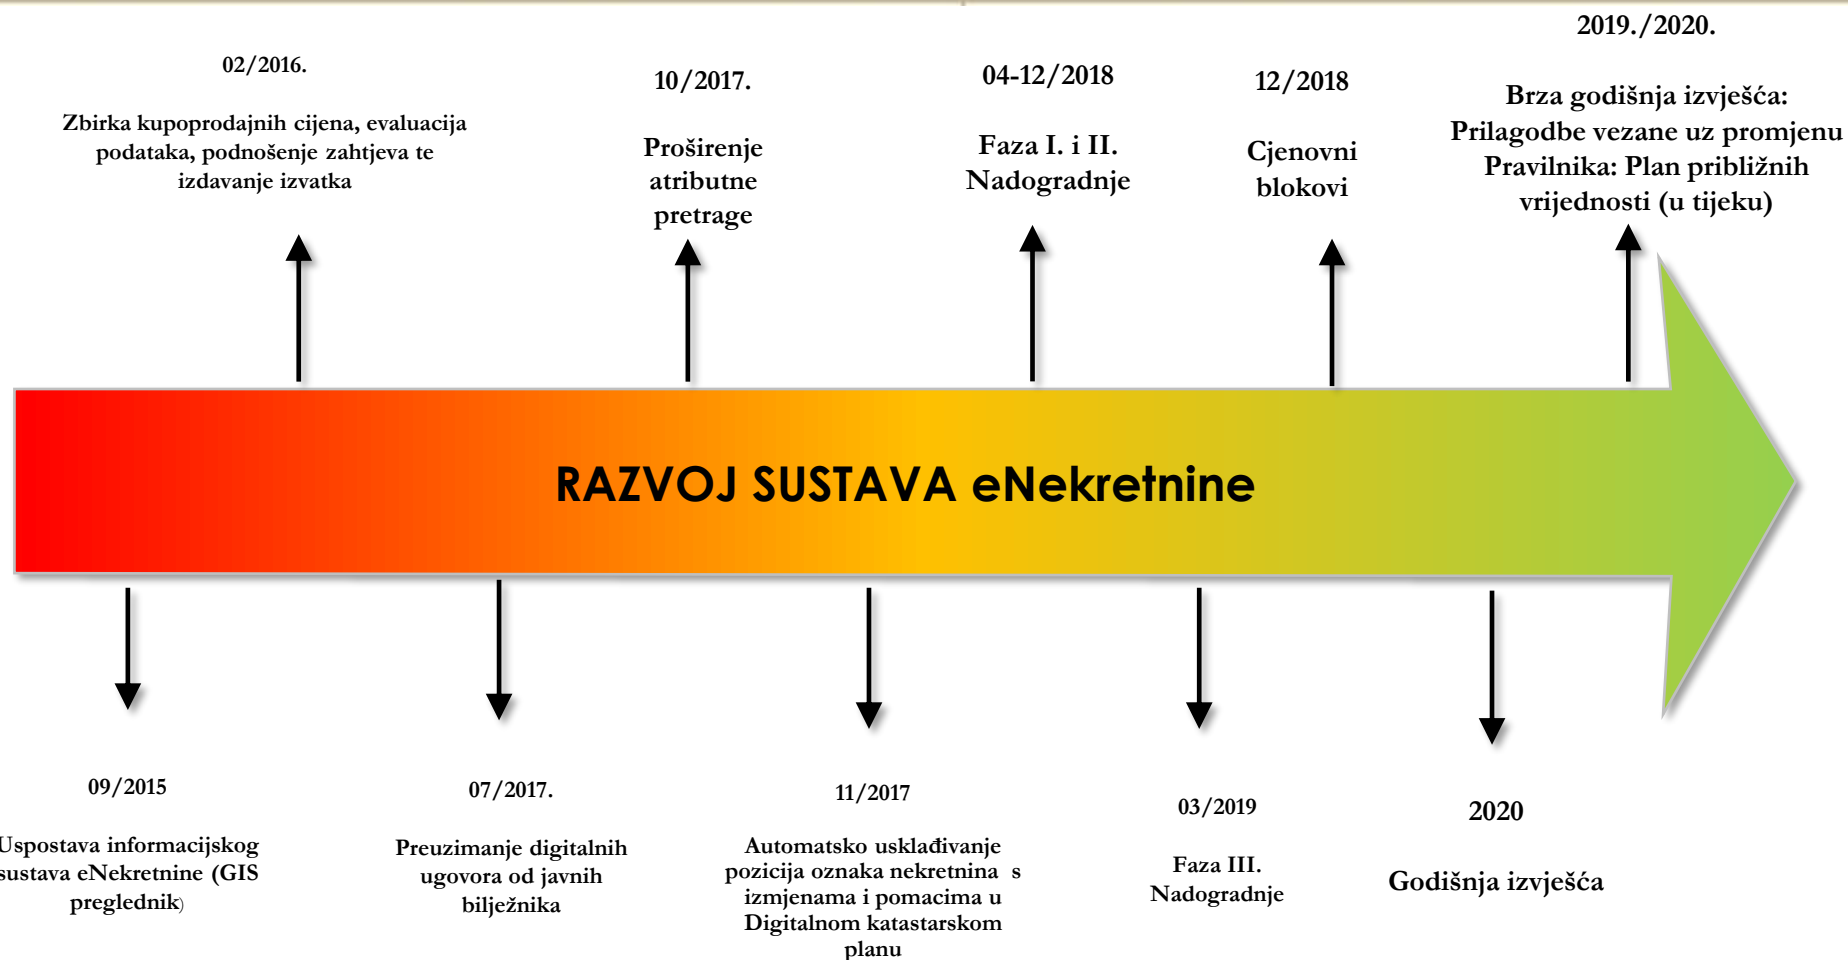 02/2016.
Zbirka kupoprodajnih cijena, evaluacija
podataka, podnošenje zahtjeva te
izdavanje izvatka
10/2017.
Proširenje
atributne
pretrage
04-12/2018
Faza I. i II.
Nadogradnje
12/2018
Cjenovni
blokovi
2019./2020.
Brza godišnja izvješća:
Prilagodbe vezane uz promjenu
Pravilnika: Plan približnih
vrijednosti (u tijeku)
RAZVOJ SUSTAVA eNekretnine
09/2015
Uspostava informacijskog
sustava eNekretnine (GIS
preglednik)
07/2017.
Preuzimanje digitalnih
ugovora od javnih
bilježnika
11/2017
Automatsko usklađivanje
pozicija oznaka nekretnina s
izmjenama i pomacima u
Digitalnom katastarskom
planu
03/2019
Faza III.
Nadogradnje
2020
Godišnja izvješća